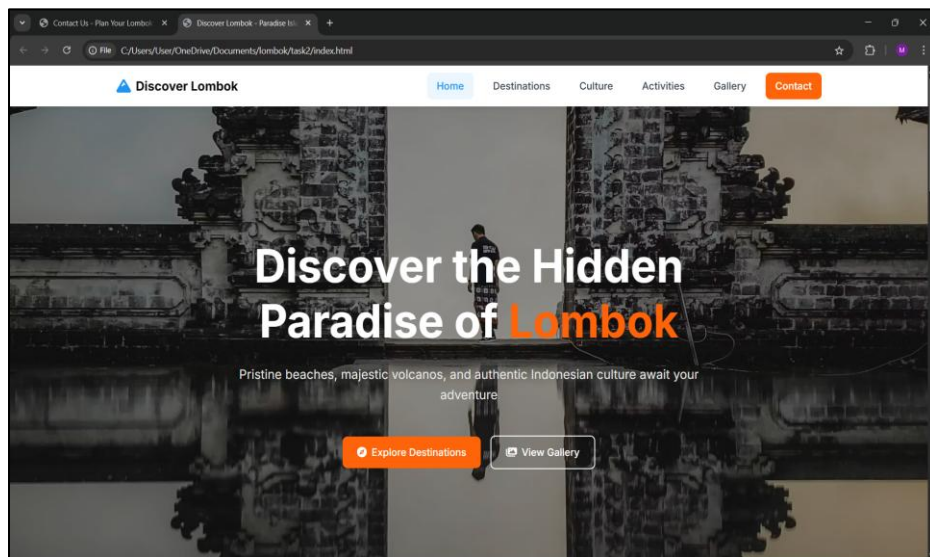 Contact Us - Plan Your Lombok
Discover Lombok - Paradise Isl
File C:/Users/User/OneDrive/Documents/lombok/task2/index.html
M
Discover Lombok Home Destinations Culture Activities Gallery Contact
Discover the Hidden
Paradise of Lombok
Pristine beaches, majestic volcanos, and authentic Indonesian culture await your
adventure
Explore Destinations View Gallery